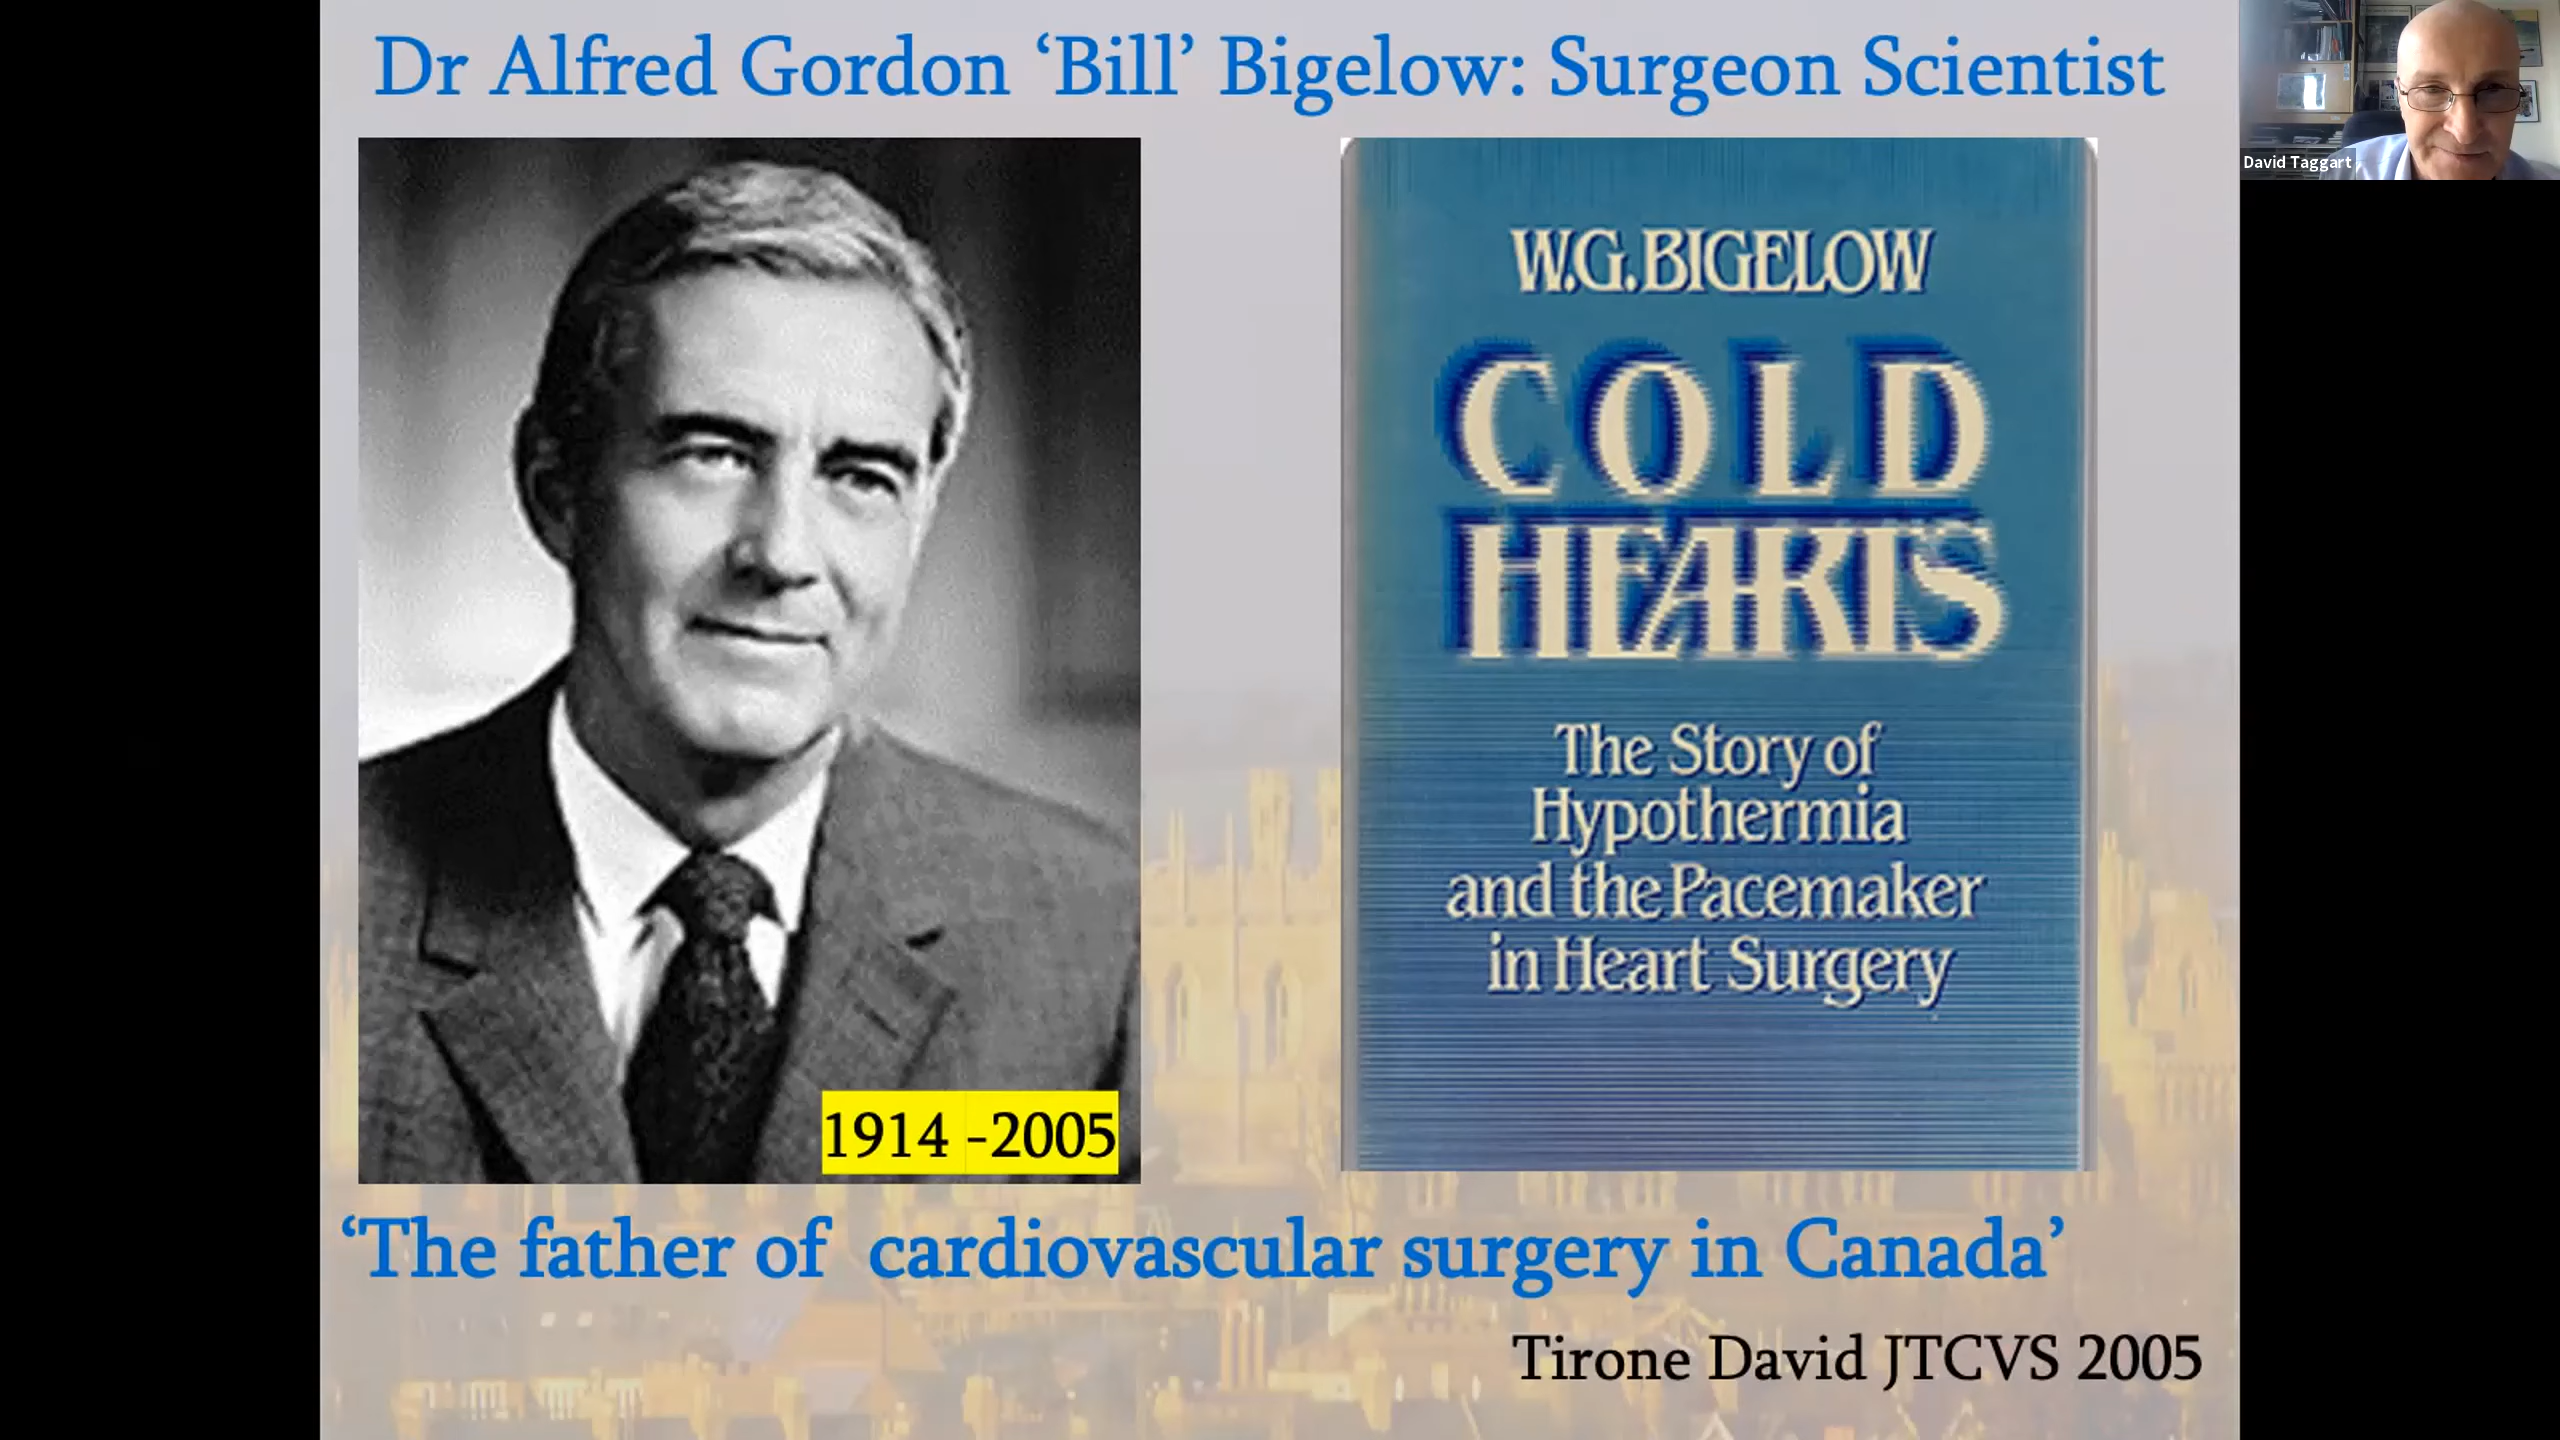 Dr Alfred Gordon ‘Bill’ Bigelow: Surgeon Scientist
David Taggart
W.G. BIGELOW
COLD
HEARTS
The Story of
Hypothermia
and the Pacemaker
in Heart Surgery
1914 -2005
‘The father of cardiovascular surgery in Canada’
Tirone David JTCVS 2005